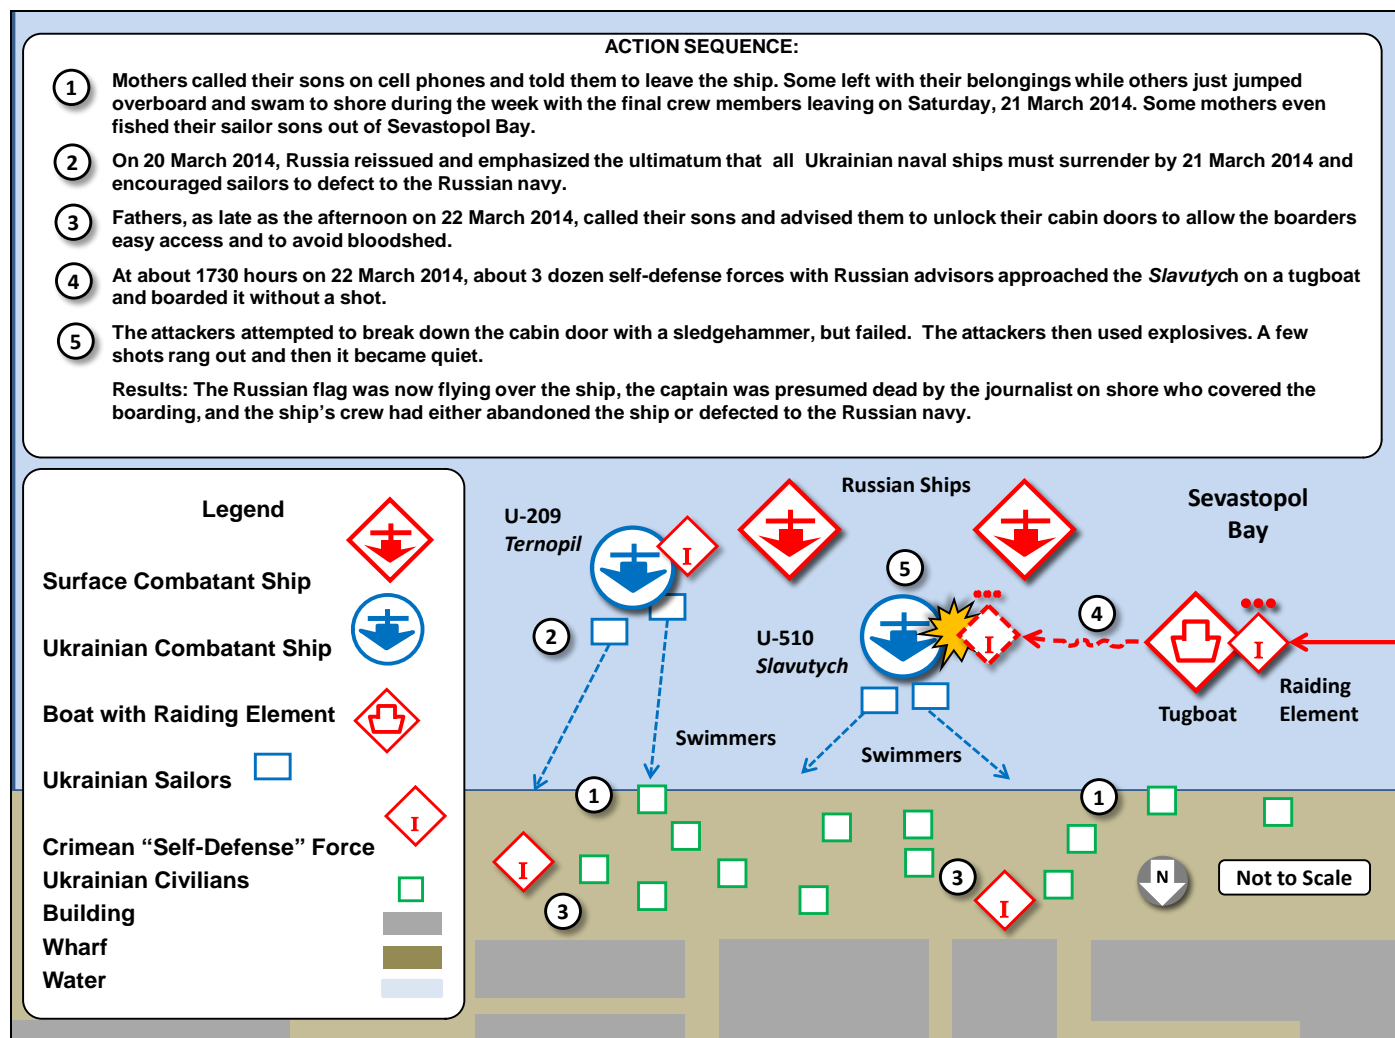 ACTION SEQUENCE:
1 Mothers called their sons on cell phones and told them to leave the ship. Some left with their belongings while others just jumped
overboard and swam to shore during the week with the final crew members leaving on Saturday, 21 March 2014. Some mothers even
fished their sailor sons out of Sevastopol Bay.
2 On 20 March 2014, Russia reissued and emphasized the ultimatum that all Ukrainian naval ships must surrender by 21 March 2014 and
encouraged sailors to defect to the Russian navy.
3 Fathers, as late as the afternoon on 22 March 2014, called their sons and advised them to unlock their cabin doors to allow the boarders
easy access and to avoid bloodshed.
4 At about 1730 hours on 22 March 2014, about 3 dozen self-defense forces with Russian advisors approached the Slavutych on a tugboat
and boarded it without a shot.
5 The attackers attempted to break down the cabin door with a sledgehammer, but failed. The attackers then used explosives. A few
shots rang out and then it became quiet.
Results: The Russian flag was now flying over the ship, the captain was presumed dead by the journalist on shore who covered the
boarding, and the ship's crew had either abandoned the ship or defected to the Russian navy.
Legend
Surface Combatant Ship
Ukrainian Combatant Ship
Boat with Raiding Element
Ukrainian Sailors
I
Crimean “Self-Defense” Force
Ukrainian Civilians
Building
Wharf
Water
U-209
Ternopil
I
Russian Ships
Sevastopol
Bay
5
2
U-510
Slavutych
I
4
I
Tugboat
Raiding
Element
Swimmers
Swimmers
1
1
I
3
3
I
N
Not to Scale